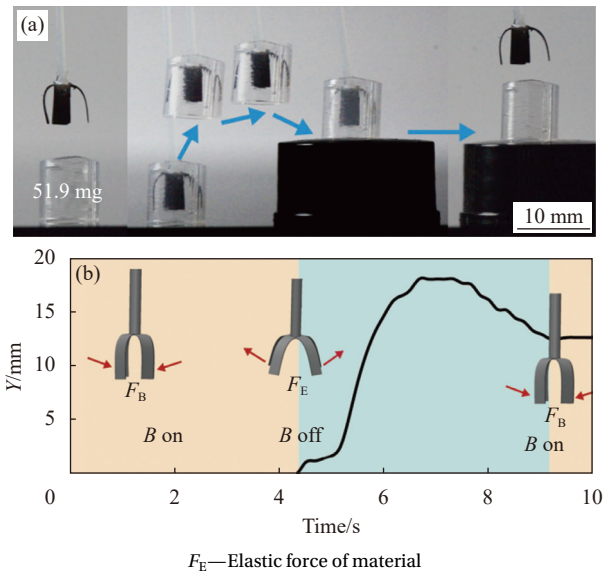 (a)
51.9 mg
10 mm
(b)
20
15
10
5
0
Y/mm
F_B
F_E
F_B
B on
B off
B on
2
4
6
8
10
Time/s
F_E—Elastic force of material